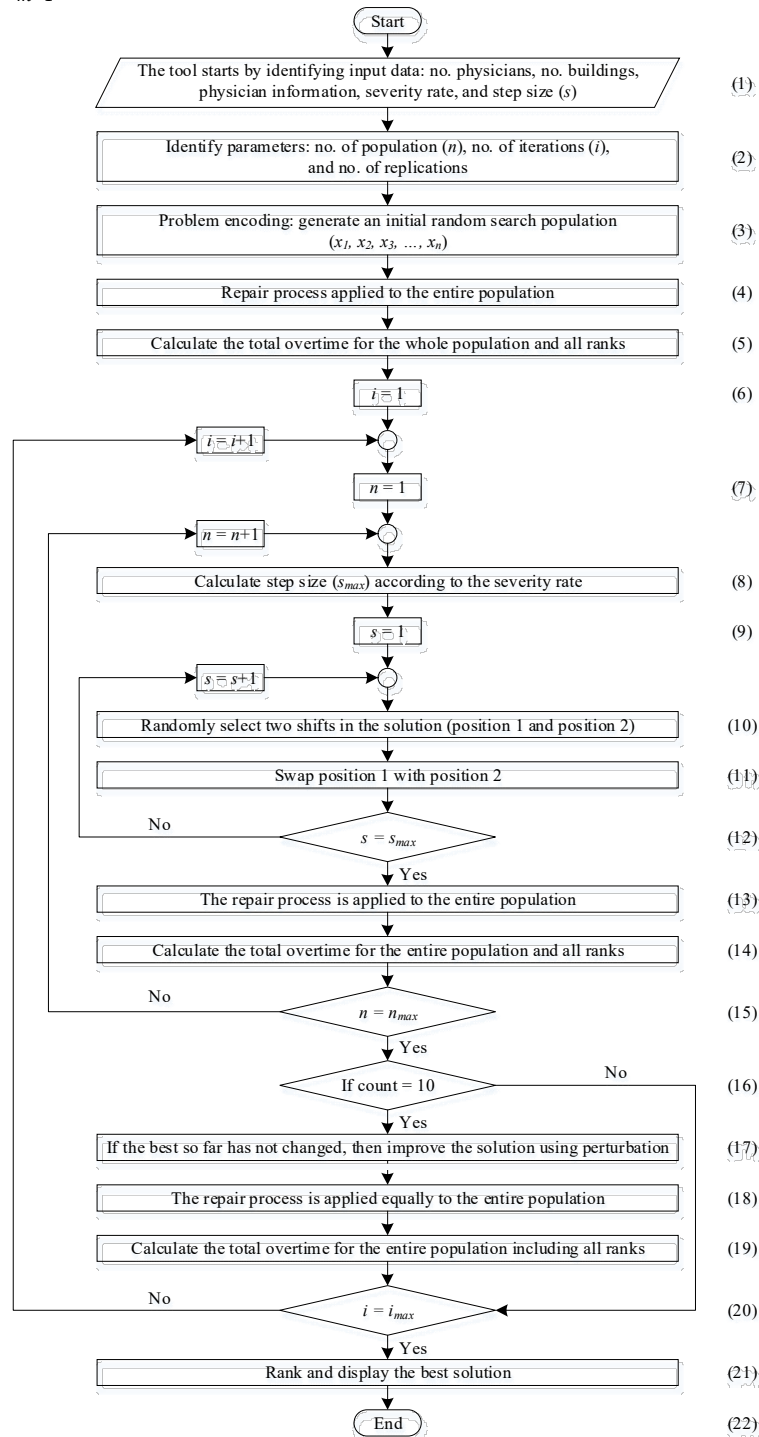 Start
The tool starts by identifying input data: no. physicians, no. buildings,
physician information, severity rate, and step size (s)
(1)
Identify parameters: no. of population (n), no. of iterations (i),
and no. of replications
(2)
Problem encoding: generate an initial random search population
(x1, x2, x3, ..., xn)
(3)
Repair process applied to the entire population
(4)
Calculate the total overtime for the whole population and all ranks
(5)
i = 1
(6)
i = i+1
n = 1
(7)
n = n+1
Calculate step size (smax) according to the severity rate
(8)
s = 1
(9)
s = s+1
Randomly select two shifts in the solution (position 1 and position 2)
(10)
Swap position 1 with position 2
(11)
No
s = smax
(12)
Yes
The repair process is applied to the entire population
(13)
Calculate the total overtime for the entire population and all ranks
(14)
No
n = nmax
(15)
Yes
If count = 10
No
(16)
Yes
If the best so far has not changed, then improve the solution using perturbation
(17)
The repair process is applied equally to the entire population
(18)
Calculate the total overtime for the entire population including all ranks
(19)
No
i = imax
(20)
Yes
Rank and display the best solution
(21)
End
(22)